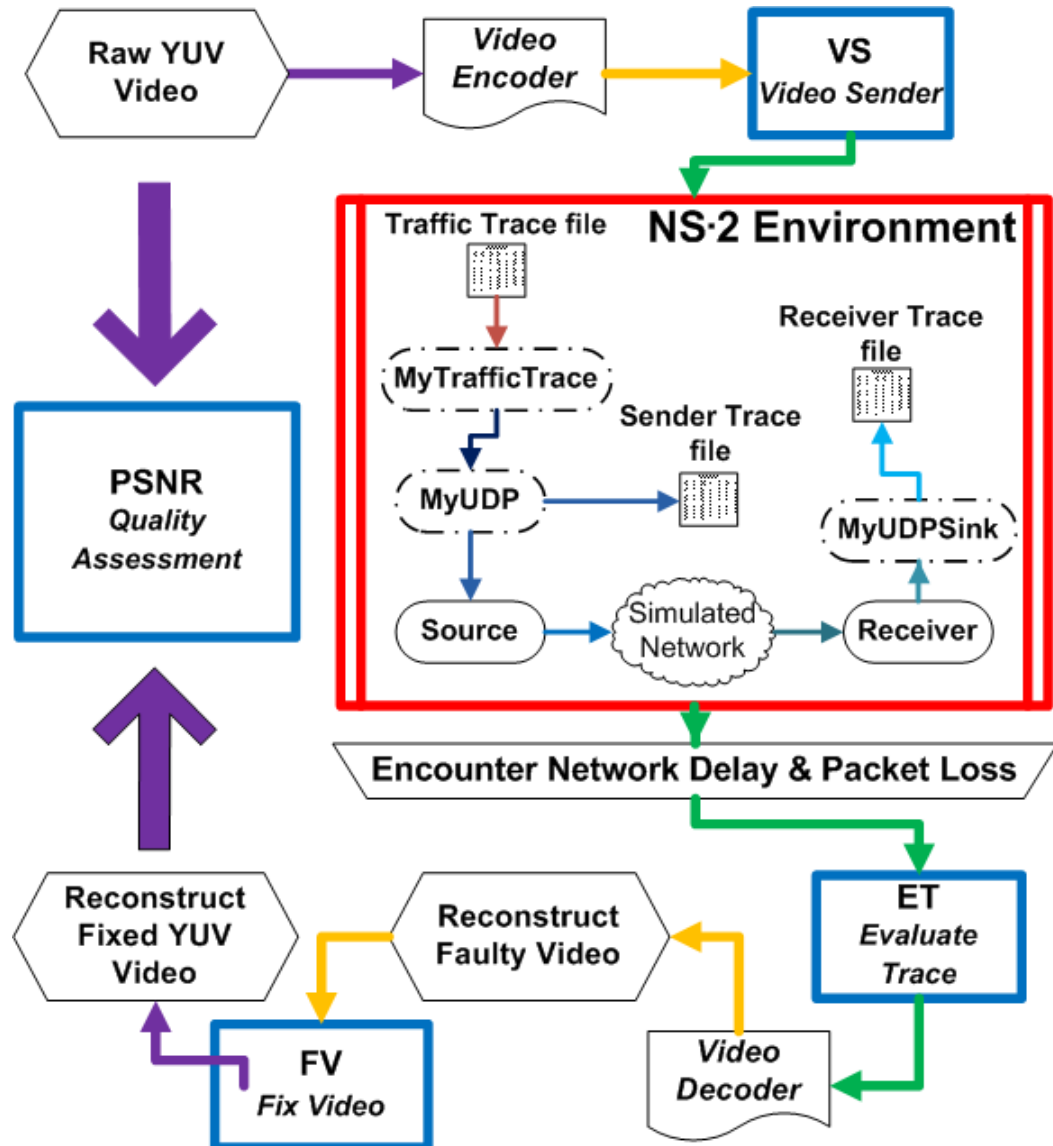 Raw YUV
Video
Video
Encoder
VS
Video Sender
NS·2 Environment
Traffic Trace file
Receiver Trace
file
MyTrafficTrace
Sender Trace
file
PSNR
Quality
Assessment
MyUDP
MyUDPSink
Source
Simulated
Network
Receiver
Encounter Network Delay & Packet Loss
Reconstruct
Fixed YUV
Video
Reconstruct
Faulty Video
ET
Evaluate
Trace
FV
Fix Video
Video
Decoder